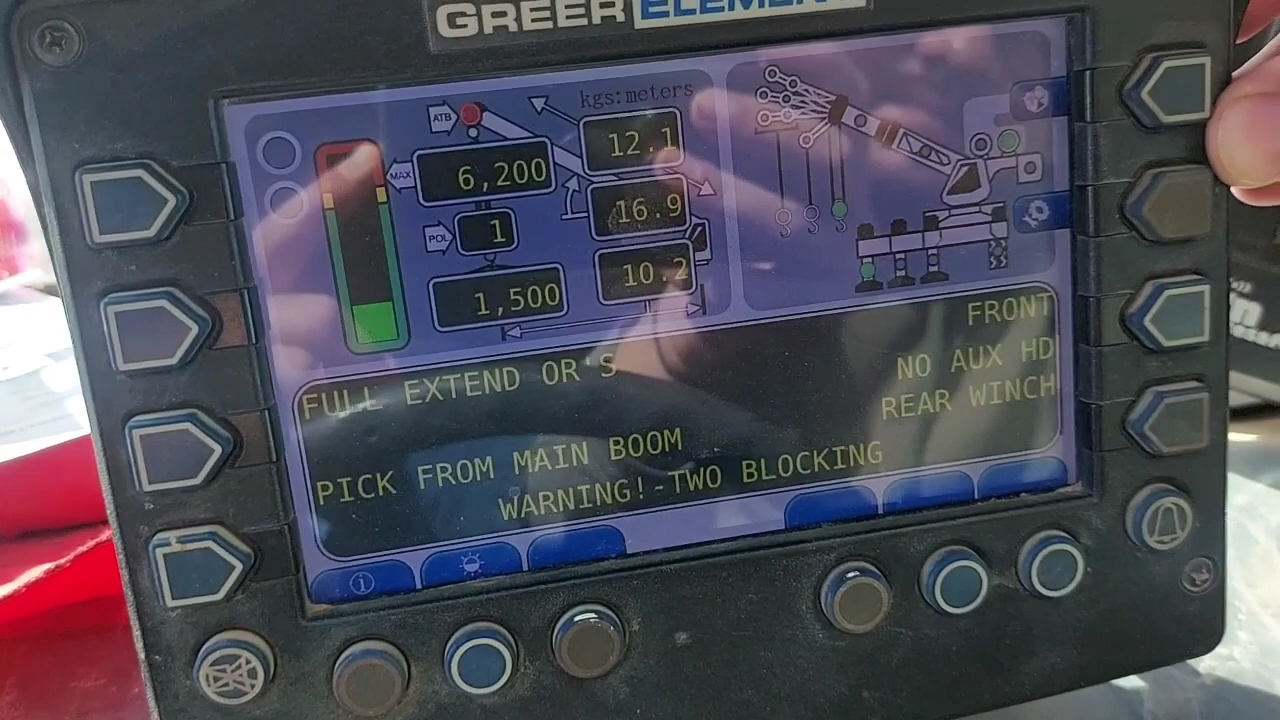 GREER ELEMENT
kgs:meters
ATB
12.1
MAX
6,200
16.9
POL
1
10.2
1,500
FRONT
FULL EXTEND OR'S
NO AUX HD
REAR WINCH
PICK FROM MAIN BOOM
WARNING!-TWO BLOCKING